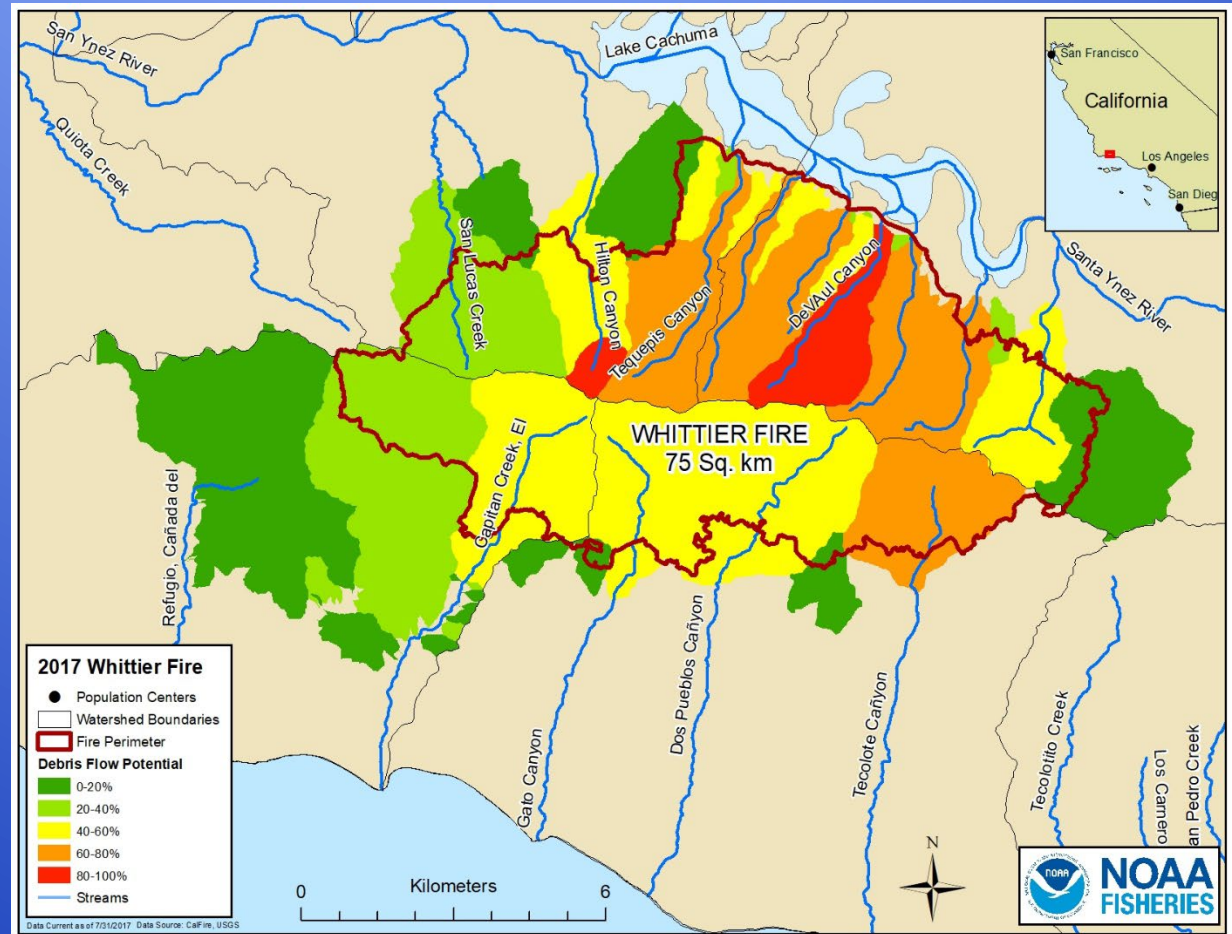 San Ynez River
Lake Cachuma
San Francisco
California
Los Angeles
San Dieg
Quiota Creek
San Lucas Creek
Hilton Canyon
Tequepis Canyon
DeVAul Canyon
Santa Ynez River
WHITTIER FIRE
75 Sq. km
Capitan Creek, El
Refugio, Cañada del
Gato Canyon
Dos Pueblos Cañyon
Tecolote Cañyon
Tecolotito Creek
Los Carnero
an Pedro Creek
2017 Whittier Fire
Population Centers
Watershed Boundaries
Fire Perimeter
Debris Flow Potential
0-20%
20-40%
40-60%
60-80%
80-100%
Streams
Data Current as of 7/31/2017 Data Source: CalFire, USGS
Kilometers
0 6
N
NOAA
NOAA
FISHERIES